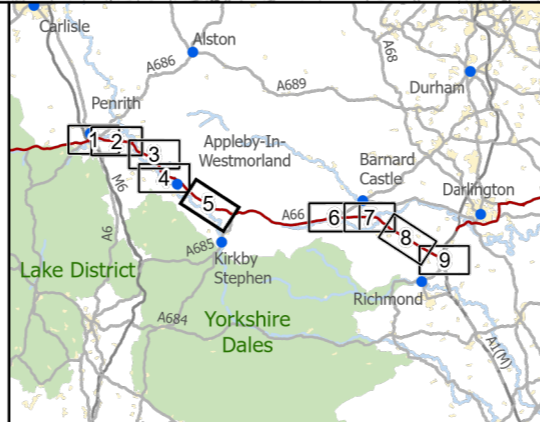 Carlisle
Alston
A686
A68
A689
Durham
Penrith
1
2
3
4
Appleby-In-
Westmorland
Barnard
Castle
Darlington
M6
5
A66
6
7
8
9
A6
A685
Lake District
Kirkby
Stephen
Richmond
A684
Yorkshire
Dales
A1(M)